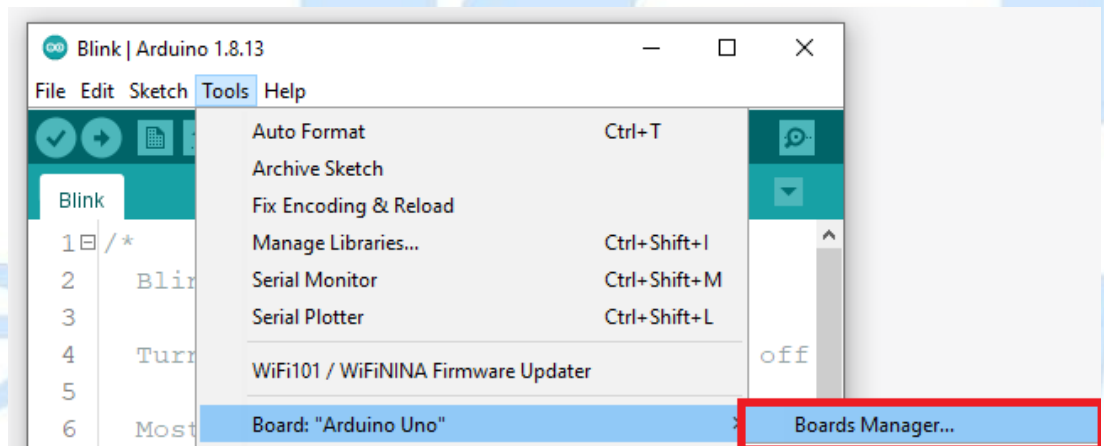 Blink | Arduino 1.8.13
File Edit Sketch Tools Help
Auto Format Ctrl+T
Archive Sketch
Blink
Fix Encoding & Reload
1 /*
Manage Libraries... Ctrl+Shift+I
2
Serial Monitor Ctrl+Shift+M
3
Serial Plotter Ctrl+Shift+L
4 off
WiFi101 / WiFiNINA Firmware Updater
5
6 Most
Board: "Arduino Uno"
Boards Manager...